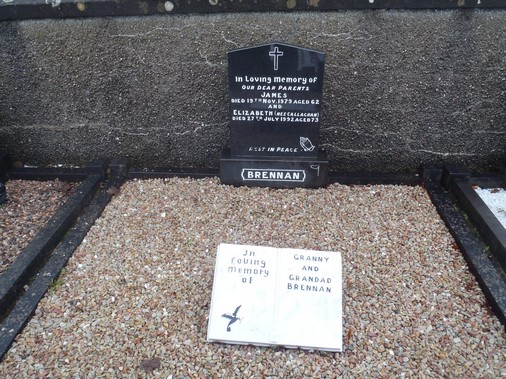 In Loving Memory of
OUR DEAR PARENTS
JAMES
DIED 19TH NOV. 1979 AGED 62
AND
ELIZABETH (NEE CALLAGHAN)
DIED 27TH JULY 1992 AGED 73
REST IN PEACE
BRENNAN
In
Loving
Memory
of
GRANNY
AND
GRANDAD
BRENNAN